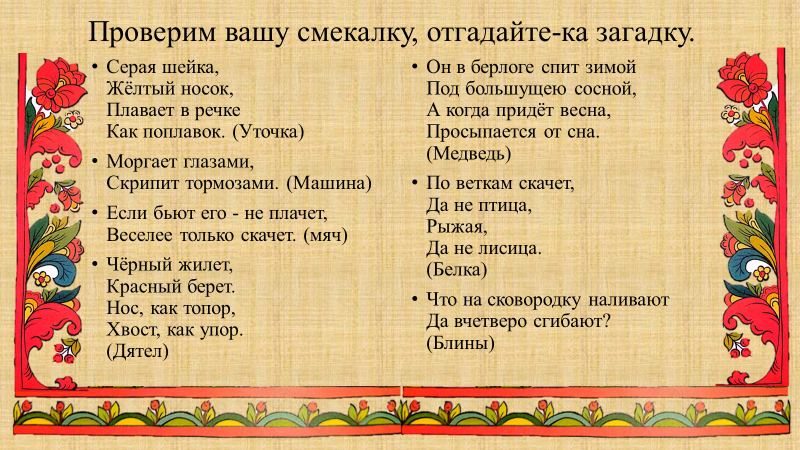 Проверим вашу смекалку, отгадайте-ка загадку.
• Серая шейка,
Жёлтый носок,
Плавает в речке
Как поплавок. (Уточка)
• Моргает глазами,
Скрипит тормозами. (Машина)
• Если бьют его - не плачет,
Веселее только скачет. (мяч)
• Чёрный жилет,
Красный берет.
Нос, как топор,
Хвост, как упор.
(Дятел)
• Он в берлоге спит зимой
Под большущею сосной,
А когда придёт весна,
Просыпается от сна.
(Медведь)
• По веткам скачет,
Да не птица,
Рыжая,
Да не лисица.
(Белка)
• Что на сковородку наливают
Да вчетверо сгибают?
(Блины)